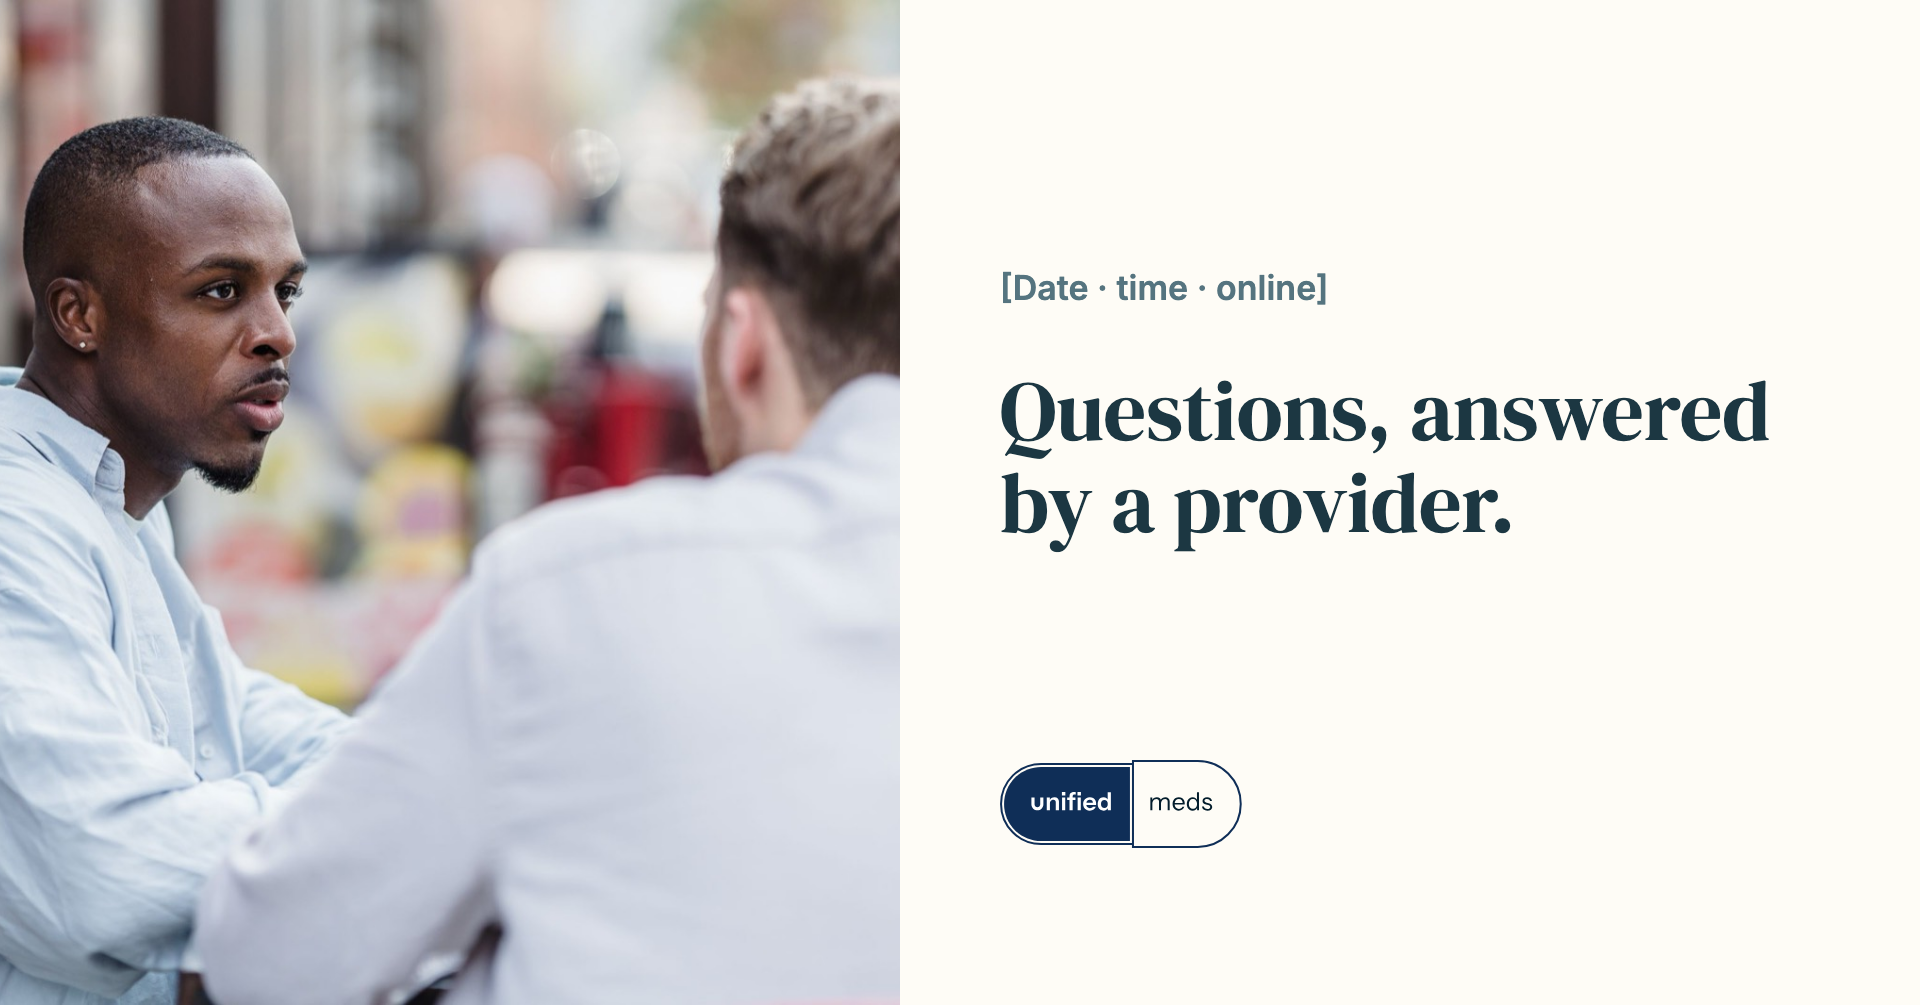 [Date · time · online]
Questions, answered
by a provider.
unified meds